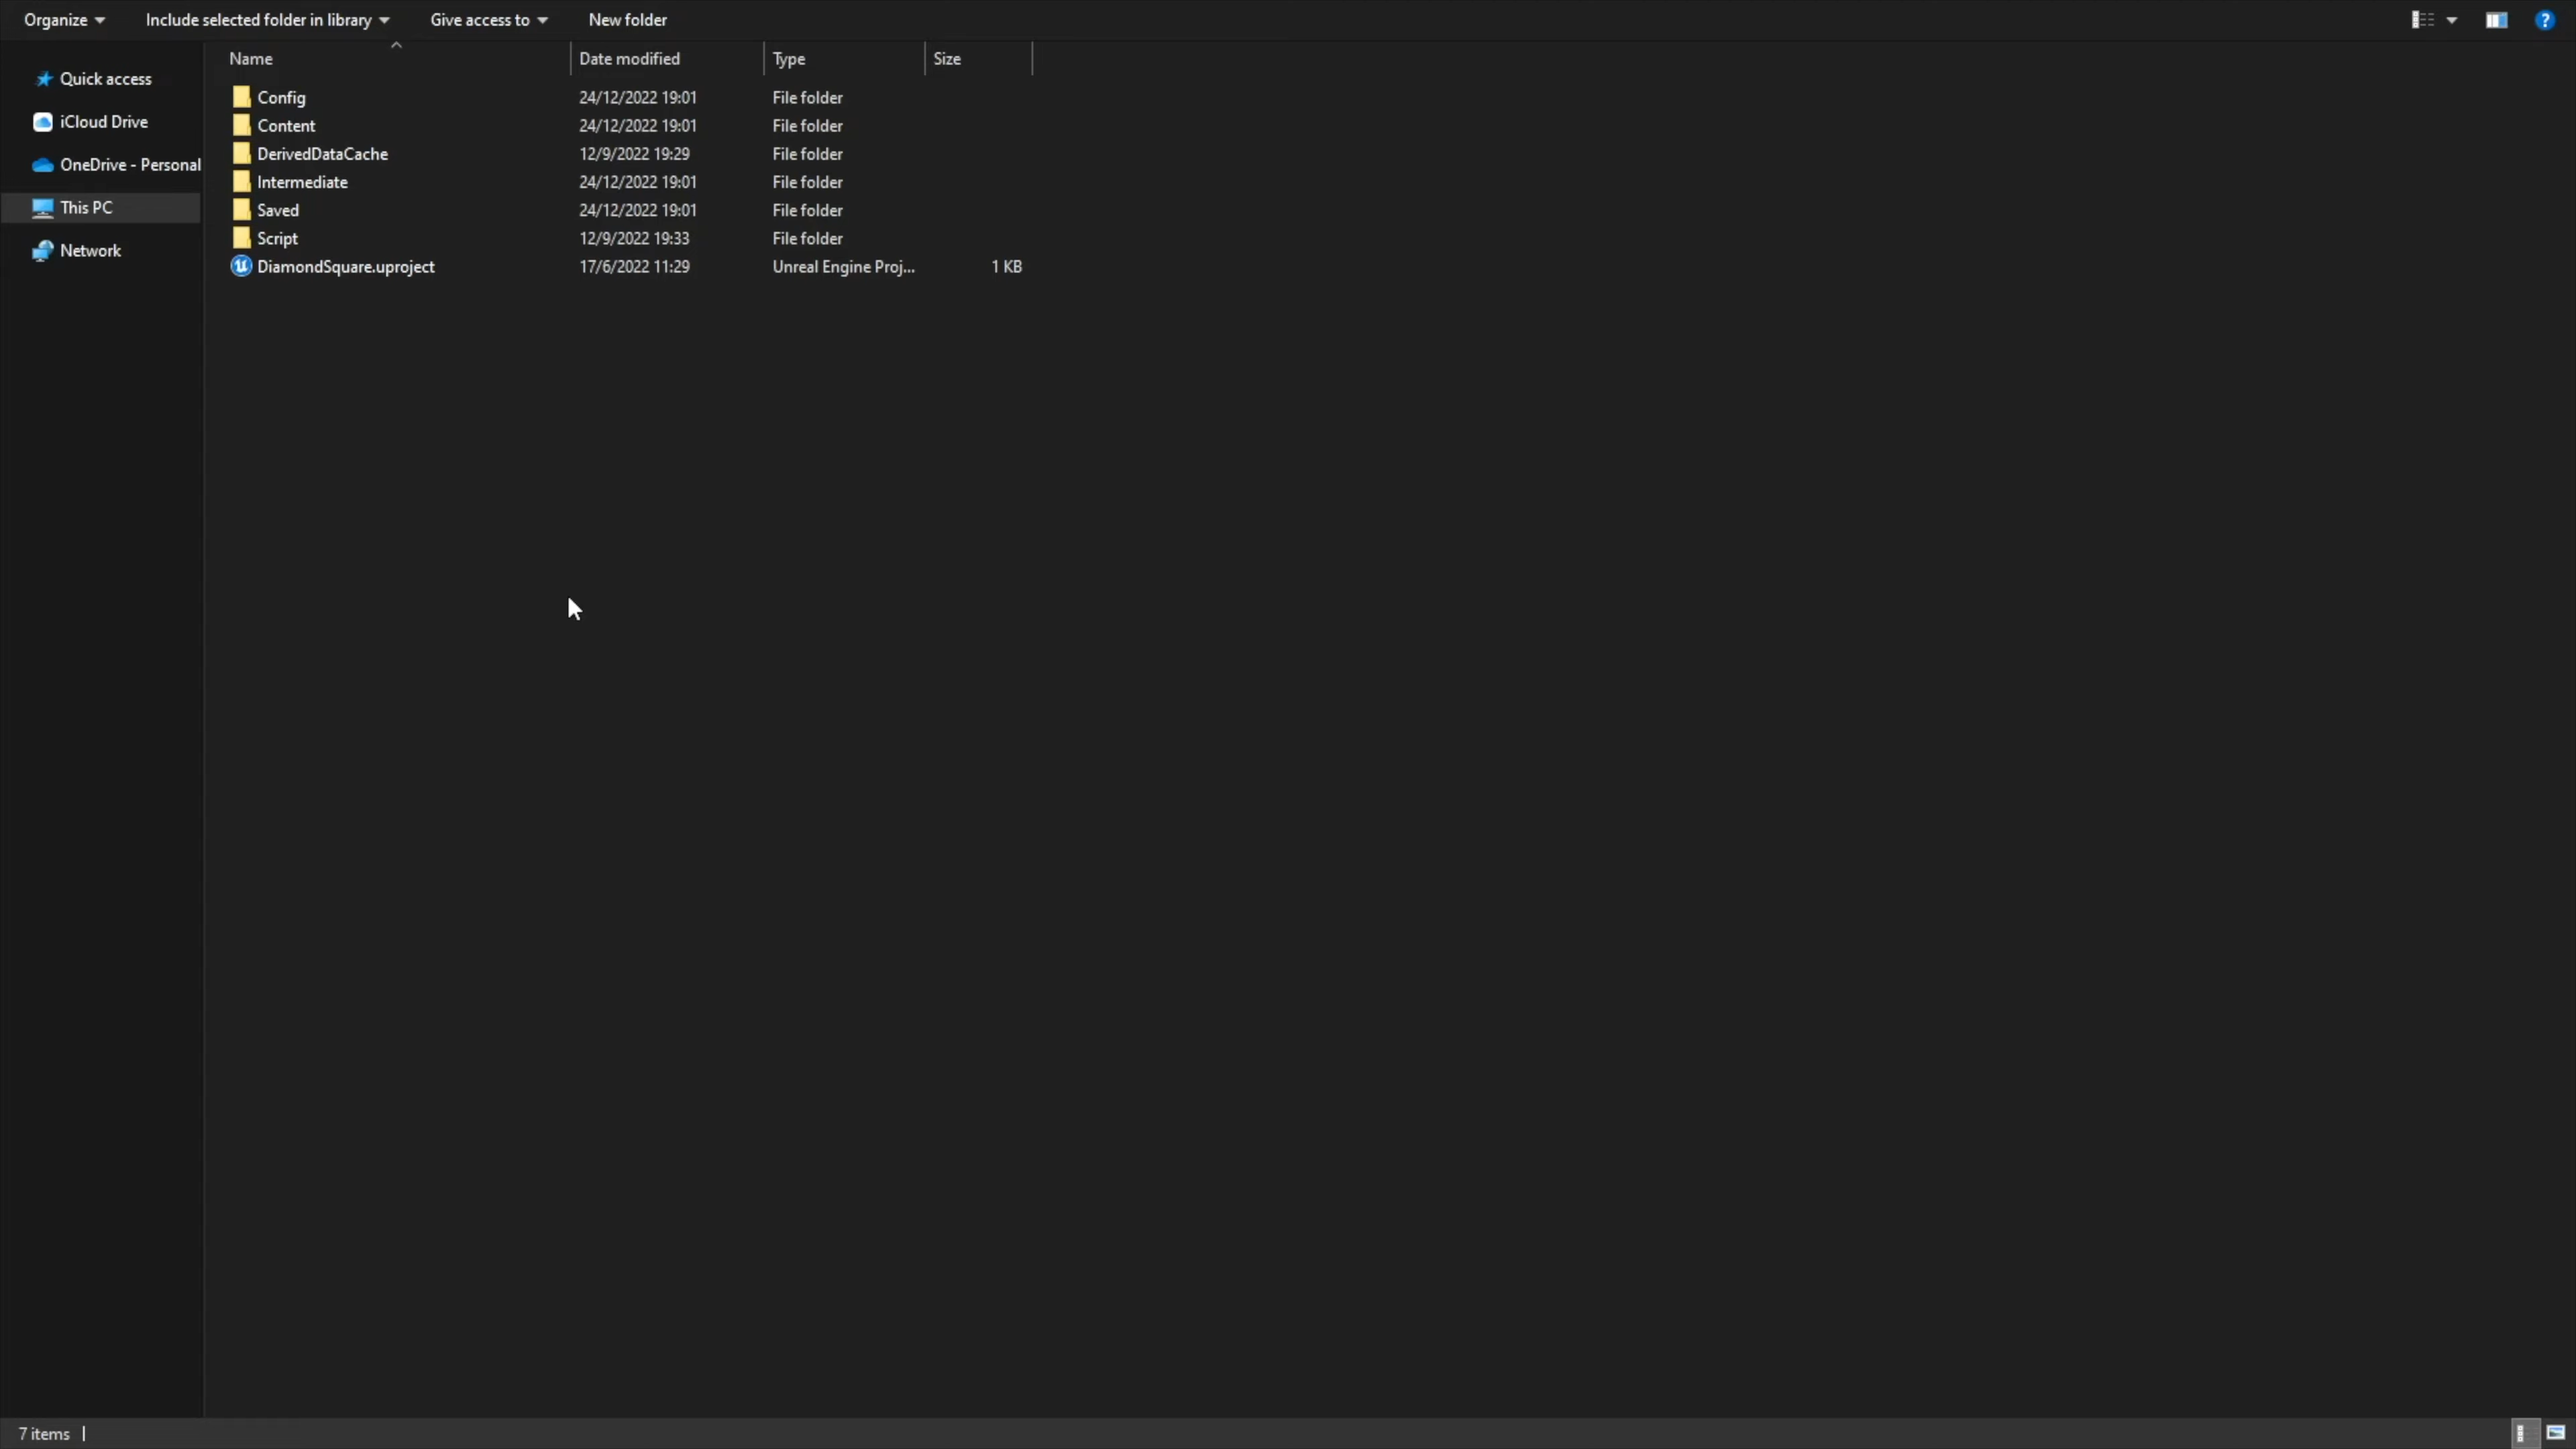 Organize Include selected folder in library Give access to New folder
Name Date modified Type Size
Quick access
iCloud Drive
OneDrive - Personal
This PC
Network
Config 24/12/2022 19:01 File folder
Content 24/12/2022 19:01 File folder
DerivedDataCache 12/9/2022 19:29 File folder
Intermediate 24/12/2022 19:01 File folder
Saved 24/12/2022 19:01 File folder
Script 12/9/2022 19:33 File folder
DiamondSquare.uproject 17/6/2022 11:29 Unreal Engine Proj... 1 KB
7 items